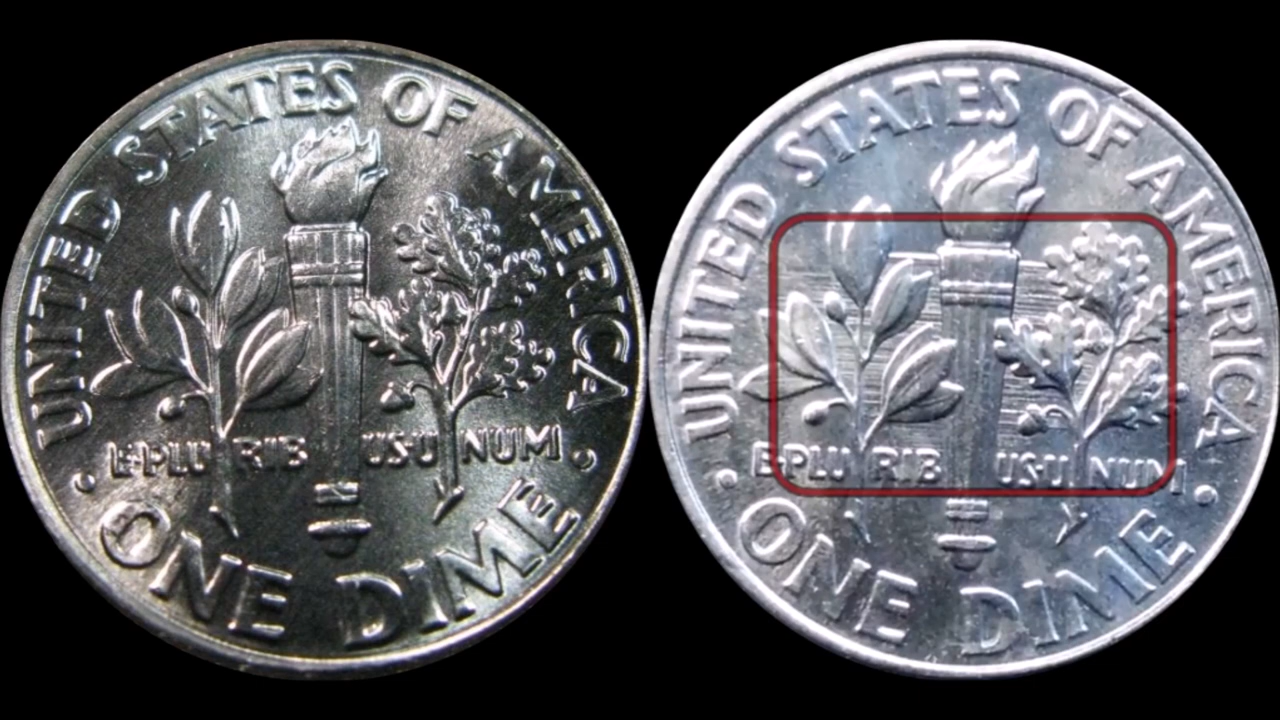 UNITED STATES OF AMERICA
E·PLU RIB US·U NUM
· ONE DIME ·
UNITED STATES OF AMERICA
E·PLU RIB US·U NUM
· ONE DIME ·